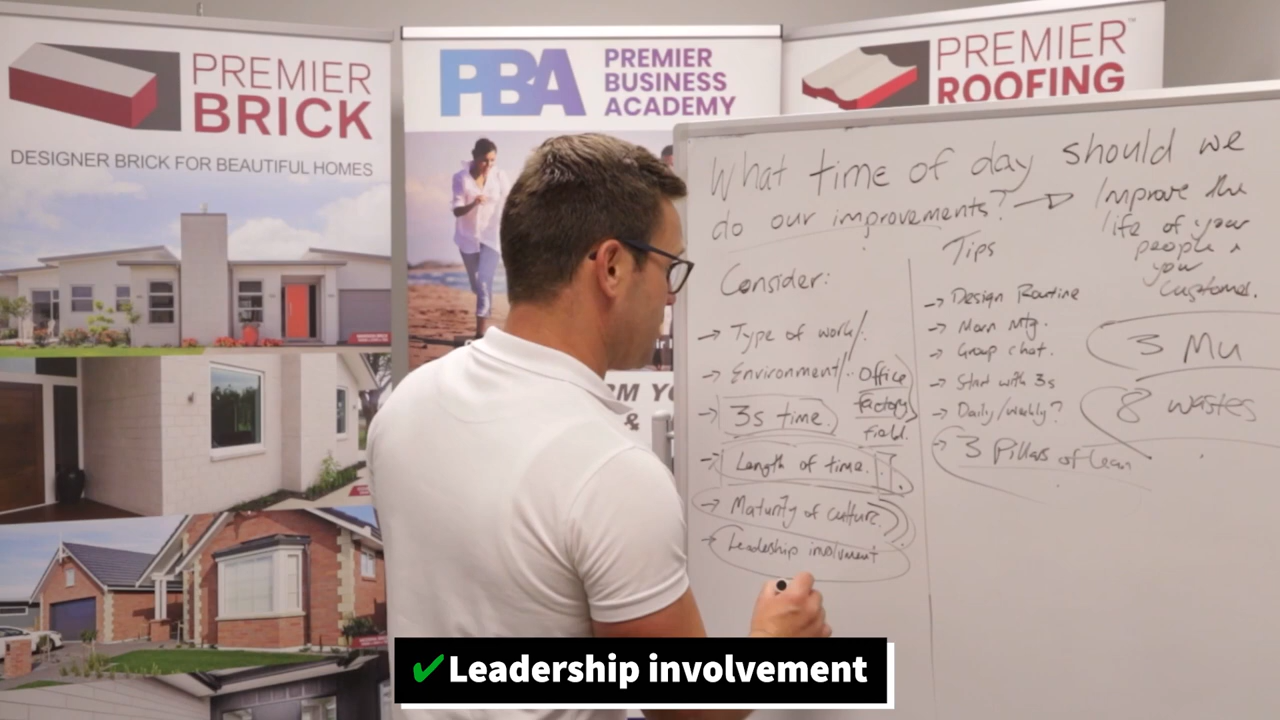 PREMIER
BRICK
DESIGNER BRICK FOR BEAUTIFUL HOMES
PBA
PREMIER
BUSINESS
ACADEMY
PREMIER™
ROOFING
What time of day should we
do our improvements? → Improve the
life of your
people &
your
customer.
Consider:
→ Type of work/.
→ Environment/.
Office
factory
field.
→ 3s time.
→ Length of time.
→ Maturity of culture.
→ Leadership involvment
Tips
→ Design Routine
→ Morn Mtg.
→ Group chat.
→ Start with 3s
→ Daily/weekly?
→ 3 Pillars of lean
3 Mu
8 wastes
✔Leadership involvement